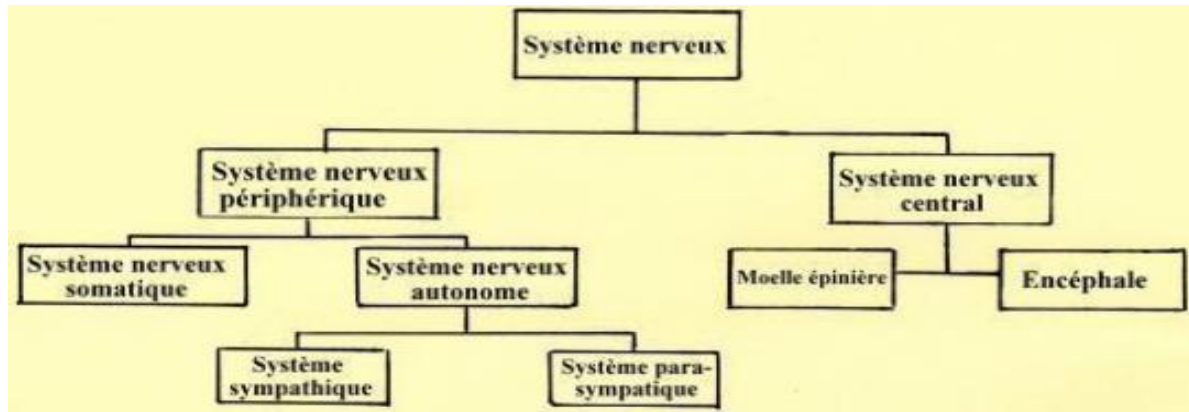 Système nerveux
Système nerveux
périphérique
Système nerveux
central
Système nerveux
somatique
Système nerveux
autonome
Moelle épinière
Encéphale
Système
sympathique
Système para-
sympatique